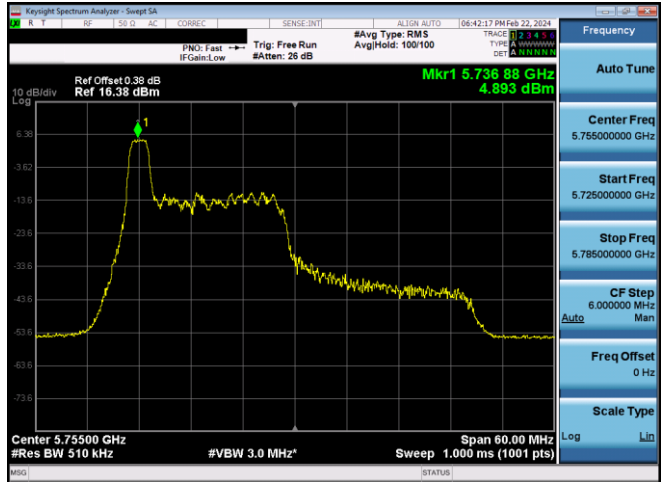 Keysight Spectrum Analyzer - Swept SA
R T RF 50 Ω AC CORREC SENSE:INT ALIGN AUTO 06:42:17 PM Feb 22, 2024
#Avg Type: RMS TRACE 1 2 3 4 5 6
PNO: Fast Trig: Free Run Avg|Hold: 100/100 TYPE A WWWWW
IFGain:Low #Atten: 26 dB DET A N N N N N
Mkr1 5.736 88 GHz
Ref Offset 0.38 dB
10 dB/div Ref 16.38 dBm 4.893 dBm
Log
1
6.38
-3.62
-13.6
-23.6
-33.6
-43.6
-53.6
-63.6
-73.6
Center 5.75500 GHz Span 60.00 MHz
#Res BW 510 kHz #VBW 3.0 MHz* Sweep 1.000 ms (1001 pts)
MSG STATUS
Frequency
Auto Tune
Center Freq
5.755000000 GHz
Start Freq
5.725000000 GHz
Stop Freq
5.785000000 GHz
CF Step
6.000000 MHz
Auto Man
Freq Offset
0 Hz
Scale Type
Log Lin